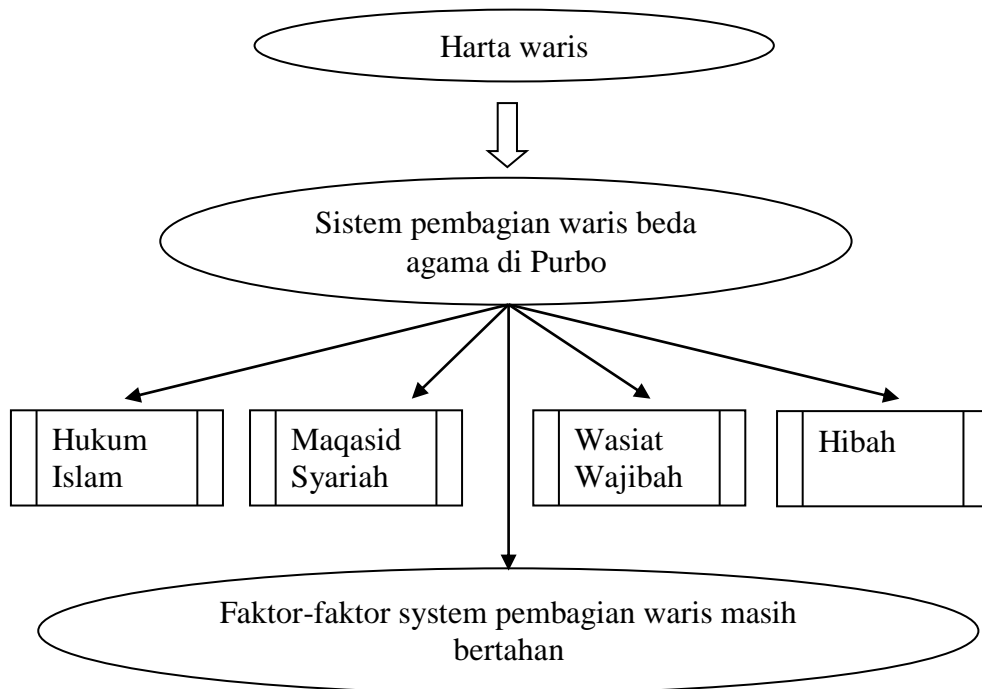 Harta waris
Sistem pembagian waris beda
agama di Purbo
Hukum
Islam
Maqasid
Syariah
Wasiat
Wajibah
Hibah
Faktor-faktor system pembagian waris masih
bertahan